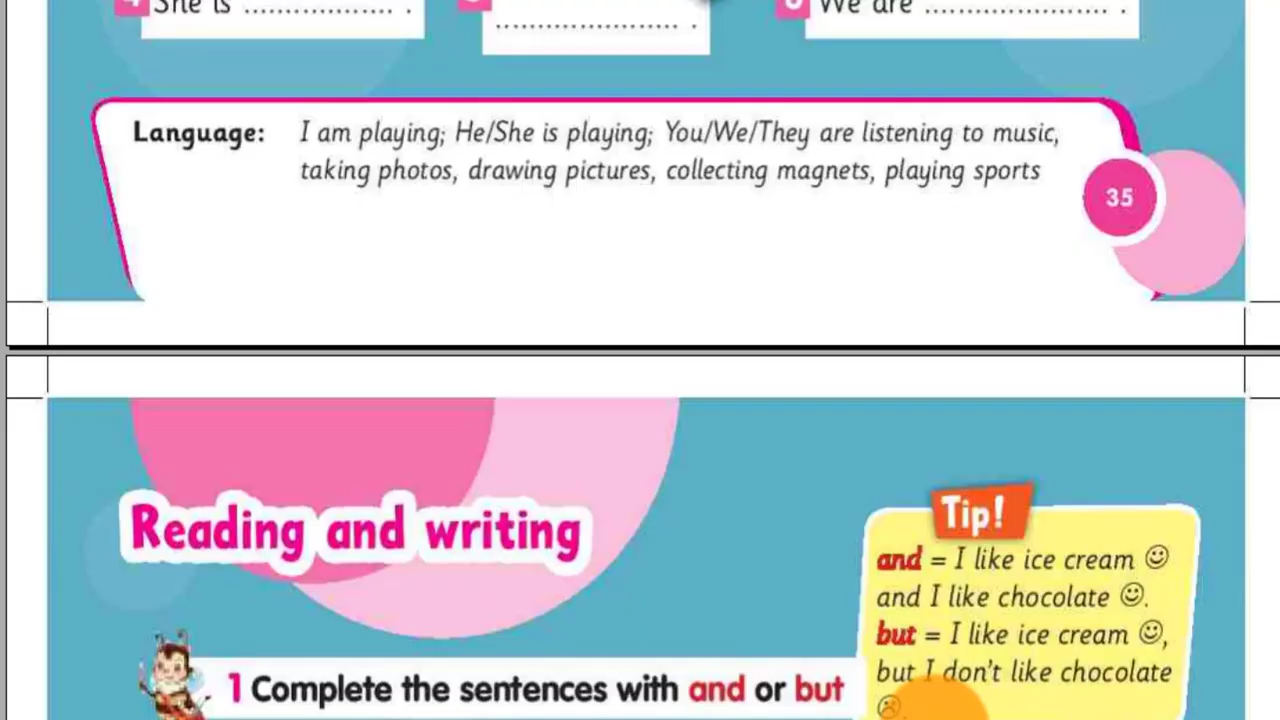 4 She is .................. .
...................... .
We are ...................... .
Language: I am playing; He/She is playing; You/We/They are listening to music,
taking photos, drawing pictures, collecting magnets, playing sports
35
Reading and writing
Tip!
and = I like ice cream ☺
and I like chocolate ☺.
but = I like ice cream ☺,
but I don't like chocolate
☹.
1 Complete the sentences with and or but